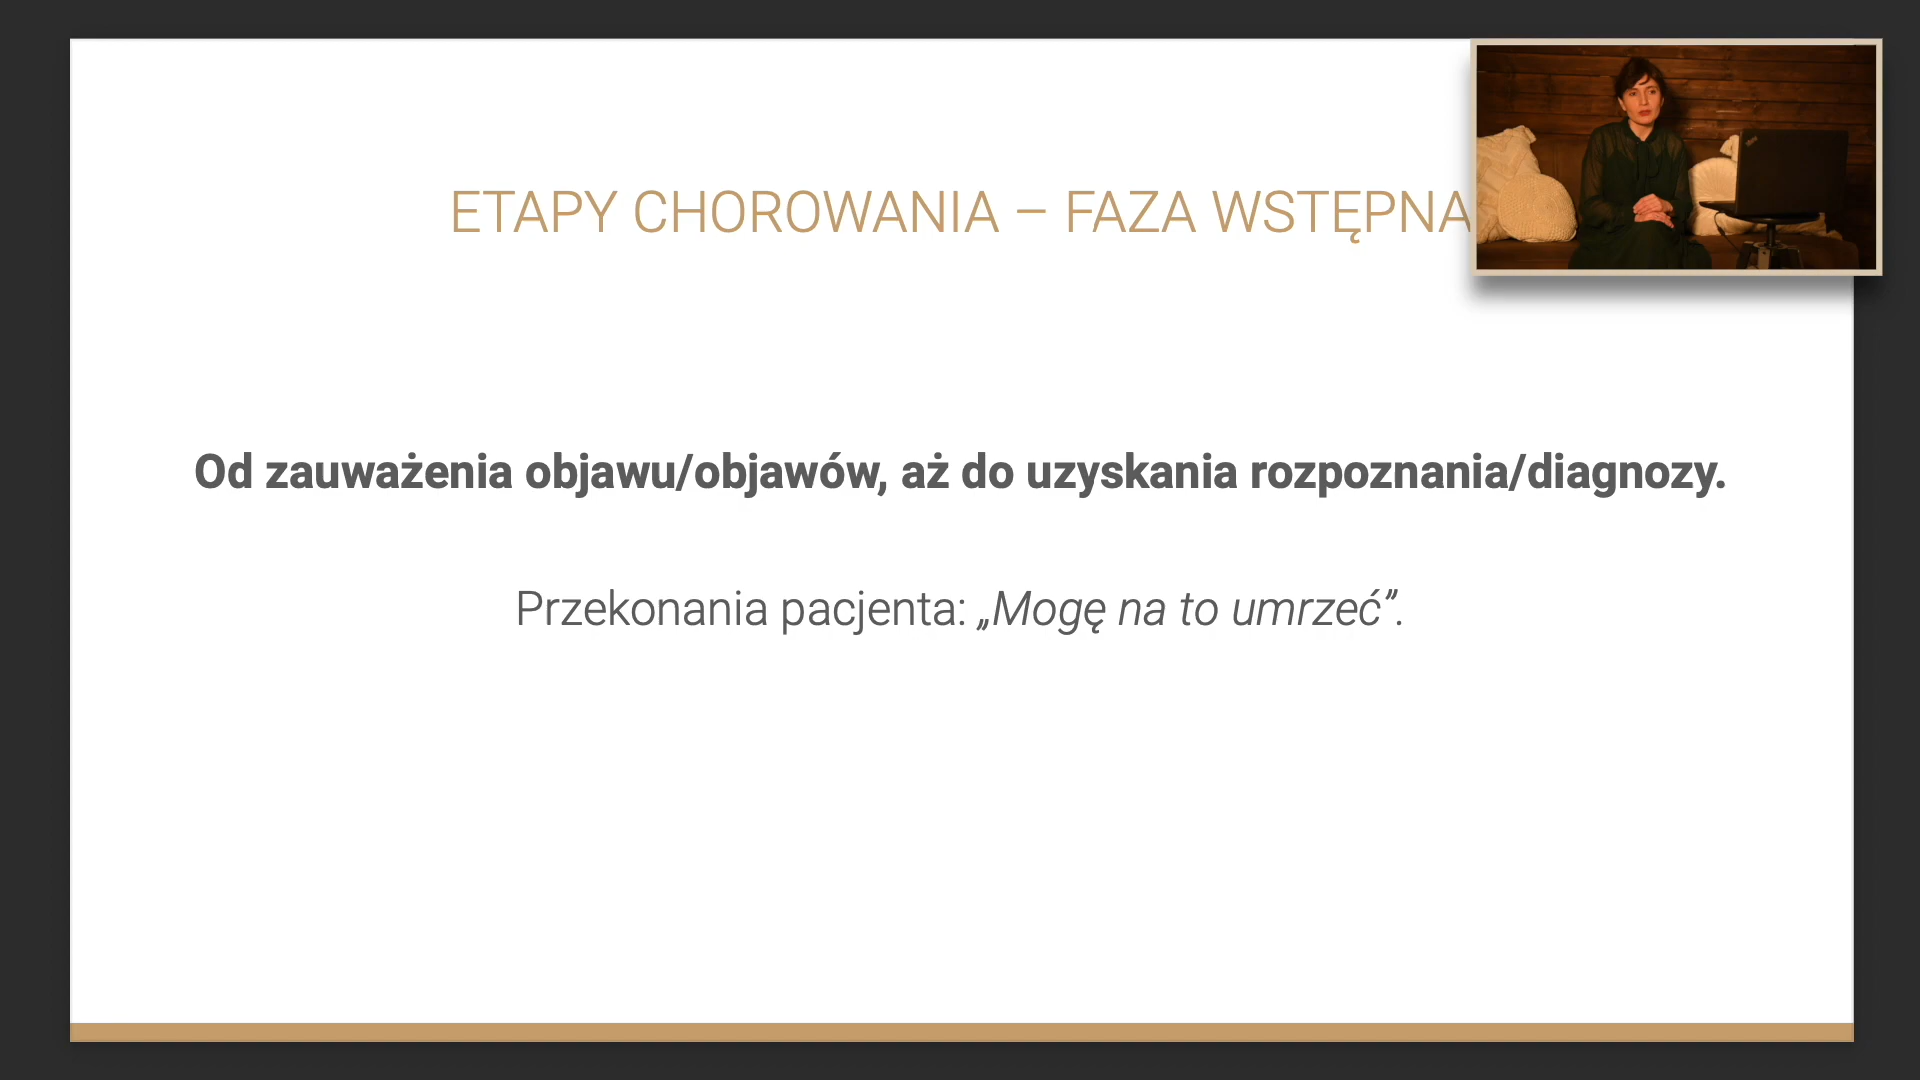 ETAPY CHOROWANIA – FAZA WSTĘPNA
Od zauważenia objawu/objawów, aż do uzyskania rozpoznania/diagnozy.
Przekonania pacjenta: „Mogę na to umrzeć”.